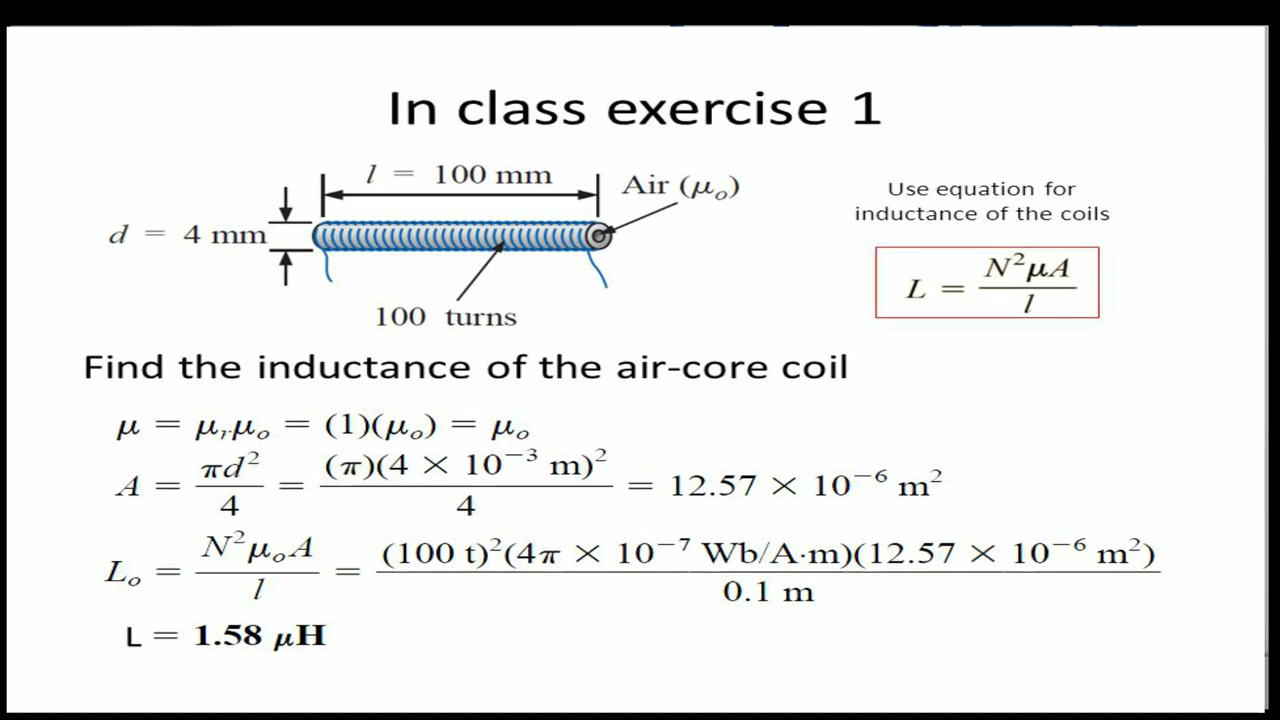 In class exercise 1
l = 100 mm
Air (μₒ)
d = 4 mm
100 turns
Use equation for
inductance of the coils
L = N²μA / l
Find the inductance of the air-core coil
μ = μᵣμₒ = (1)(μₒ) = μₒ
A = πd² / 4 = (π)(4 × 10⁻³ m)² / 4 = 12.57 × 10⁻⁶ m²
Lₒ = N²μₒA / l = (100 t)²(4π × 10⁻⁷ Wb/A·m)(12.57 × 10⁻⁶ m²) / 0.1 m
L = 1.58 μH